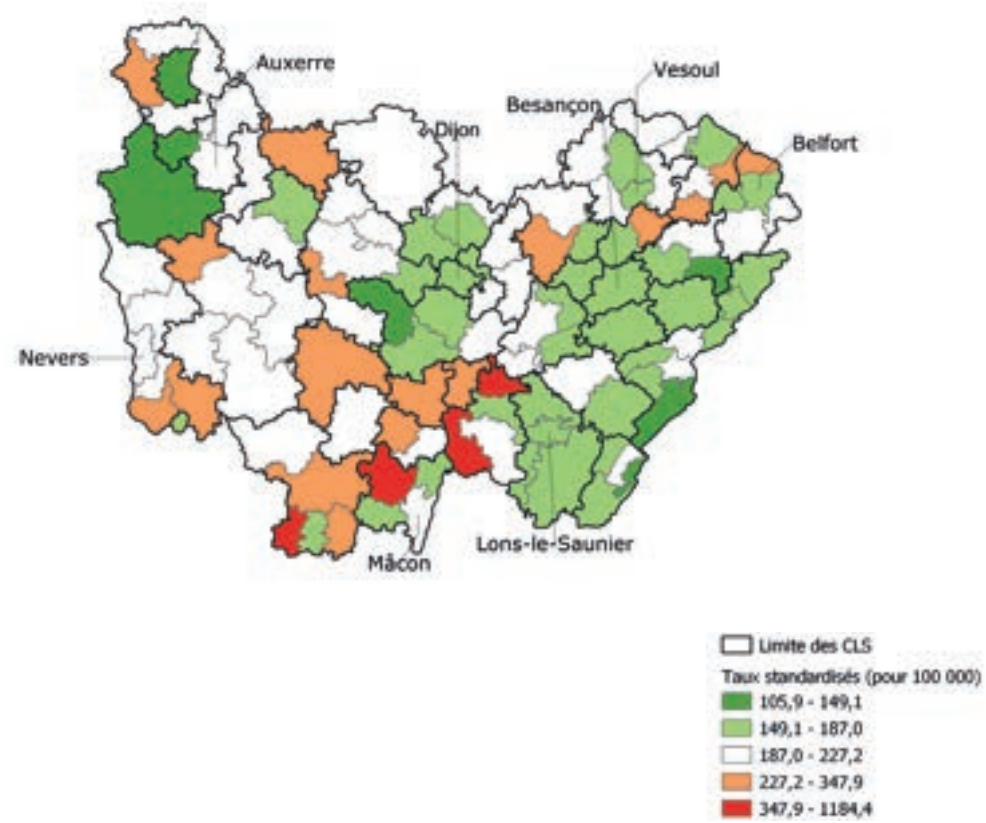 Auxerre
Vesoul
Besançon
Dijon
Belfort
Nevers
Lons-le-Saunier
Mâcon
Limite des CLS
Taux standardisés (pour 100 000)
105,9 - 149,1
149,1 - 187,0
187,0 - 227,2
227,2 - 347,9
347,9 - 1184,4